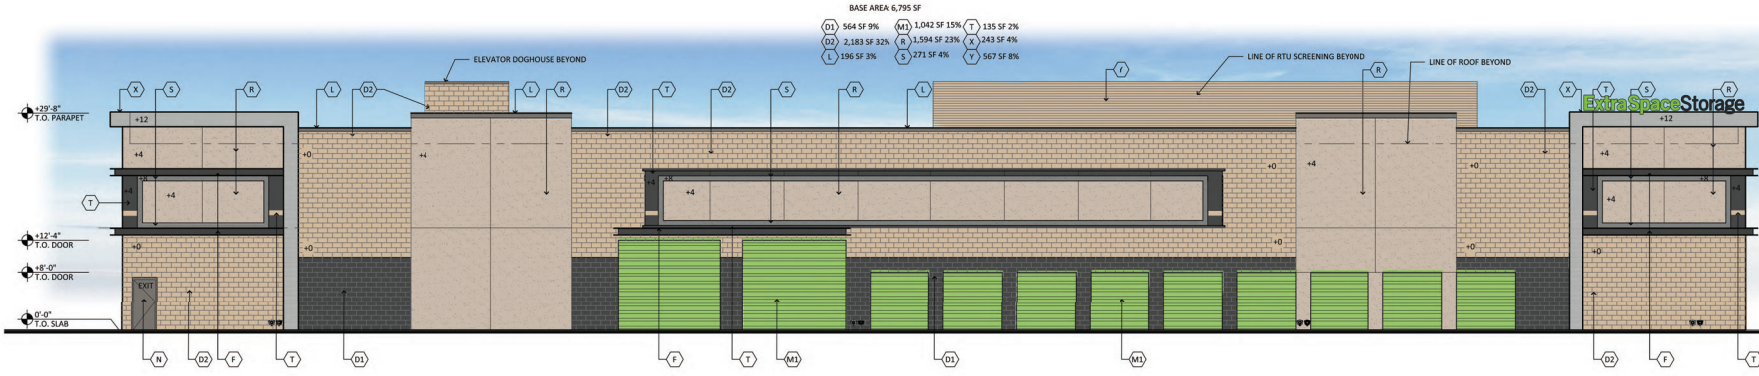 BASE AREA 6,795 SF
D1 564 SF 9% M1 1,042 SF 15% T 135 SF 2%
D2 2,183 SF 32% R 1,594 SF 23% X 243 SF 4%
L 196 SF 3% S 271 SF 4% Y 567 SF 8%
ELEVATOR DOGHOUSE BEYOND
LINE OF RTU SCREENING BEYOND
LINE OF ROOF BEYOND
X S R L D2 L R D2 T D2 S R L R D2 X T S R
ExtraSpaceStorage
+29'-8"
T.O. PARAPET
+12 +12
+4 +0 +4 +0 +4 +0 +4
+8 +8 +8
+4 +4 +4 +4 +4 +4
T
+12'-4"
T.O. DOOR
+0 +0 +0 +0 +0
+8'-0"
T.O. DOOR
EXIT
0'-0"
T.O. SLAB
N D2 F T D1 F T M1 D1 M1 D2 F T